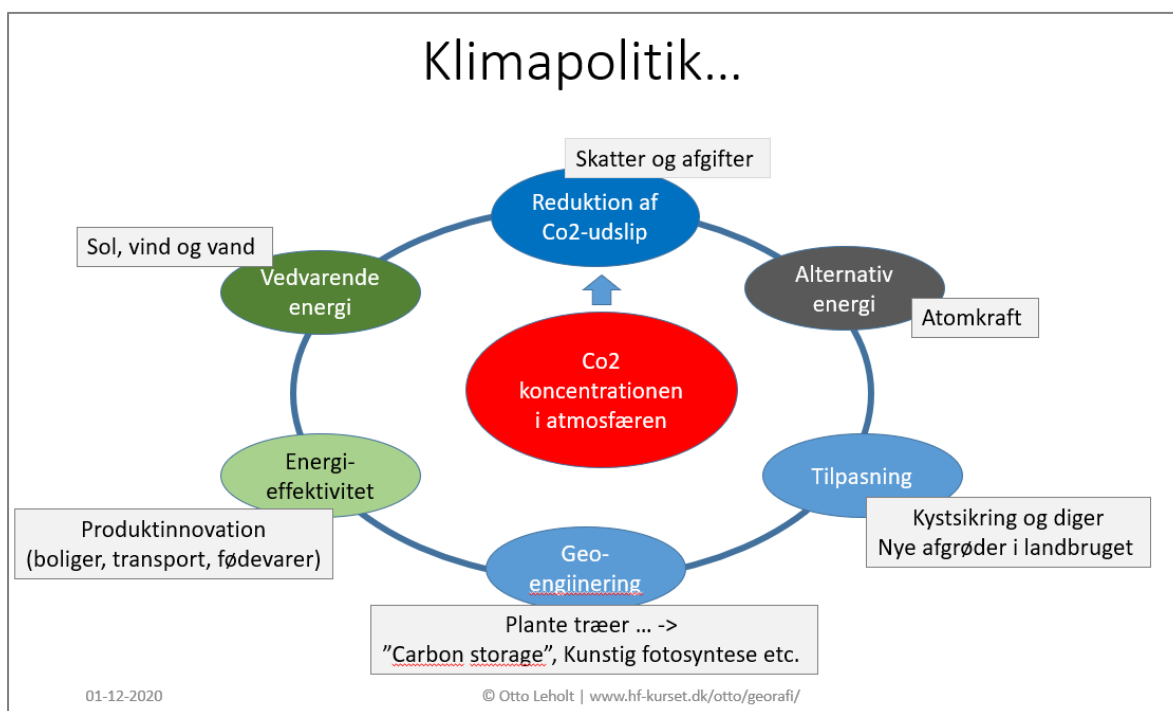 Klimapolitik…
Skatter og afgifter
Reduktion af
Co2-udslip
Sol, vind og vand
Vedvarende
energi
Alternativ
energi
Atomkraft
Co2
koncentrationen
i atmosfæren
Energi-
effektivitet
Produktinnovation
(boliger, transport, fødevarer)
Tilpasning
Kystsikring og diger
Nye afgrøder i landbruget
Geo-
engiinering
Plante træer … ->
”Carbon storage”, Kunstig fotosyntese etc.
01-12-2020
© Otto Leholt | www.hf-kurset.dk/otto/georafi/